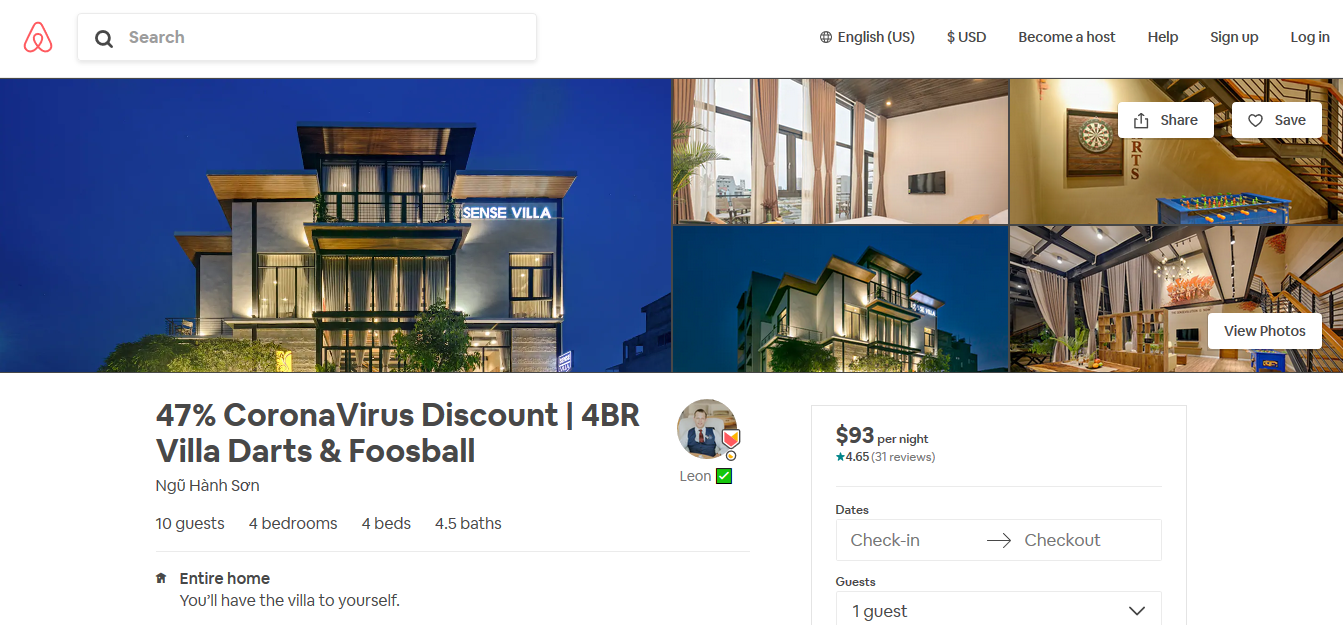 Search
English (US)
$ USD
Become a host
Help
Sign up
Log in
SENSE VILLA
ARTS
Share
Save
View Photos
47% CoronaVirus Discount | 4BR
Villa Darts & Foosball
Ngũ Hành Sơn
10 guests
4 bedrooms
4 beds
4.5 baths
Entire home
You’ll have the villa to yourself.
Leon ✅
$93 per night
★4.65 (31 reviews)
Dates
Check-in → Checkout
Guests
1 guest